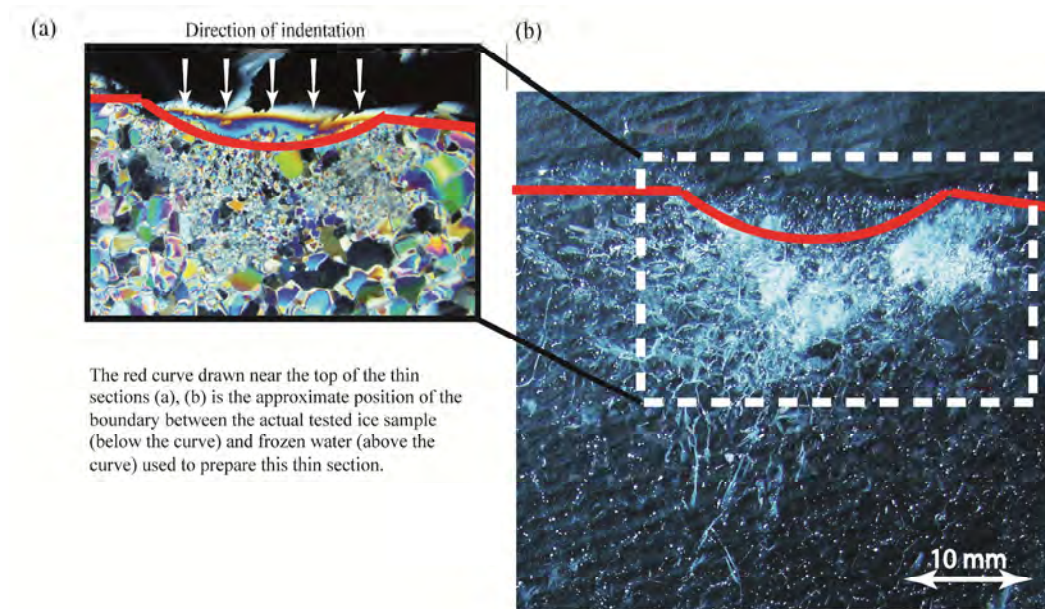 (a)
Direction of indentation
(b)
The red curve drawn near the top of the thin
sections (a), (b) is the approximate position of the
boundary between the actual tested ice sample
(below the curve) and frozen water (above the
curve) used to prepare this thin section.
10 mm